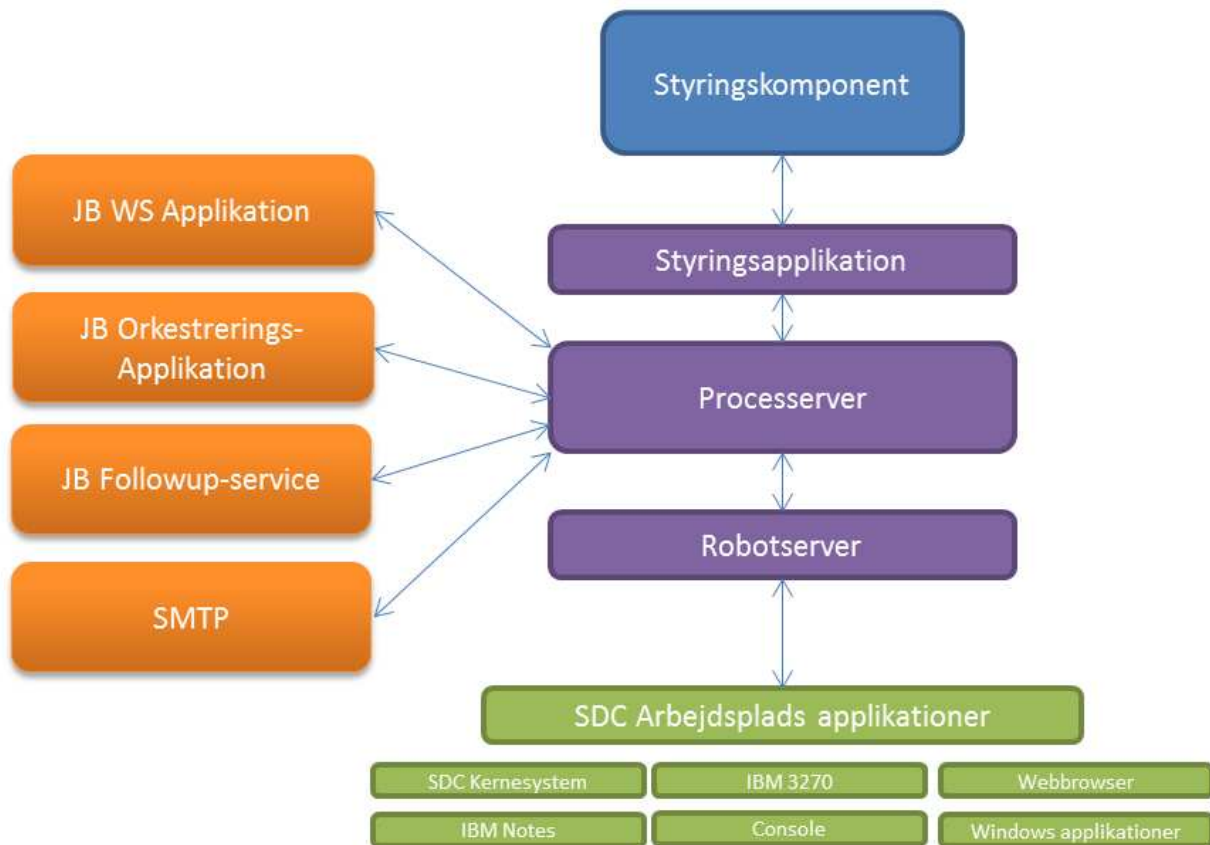 Styringskomponent
JB WS Applikation
Styringsapplikation
JB Orkestrerings-
Applikation
Processerver
JB Followup-service
Robotserver
SMTP
SDC Arbejdsplads applikationer
SDC Kernesystem
IBM 3270
Webbrowser
IBM Notes
Console
Windows applikationer